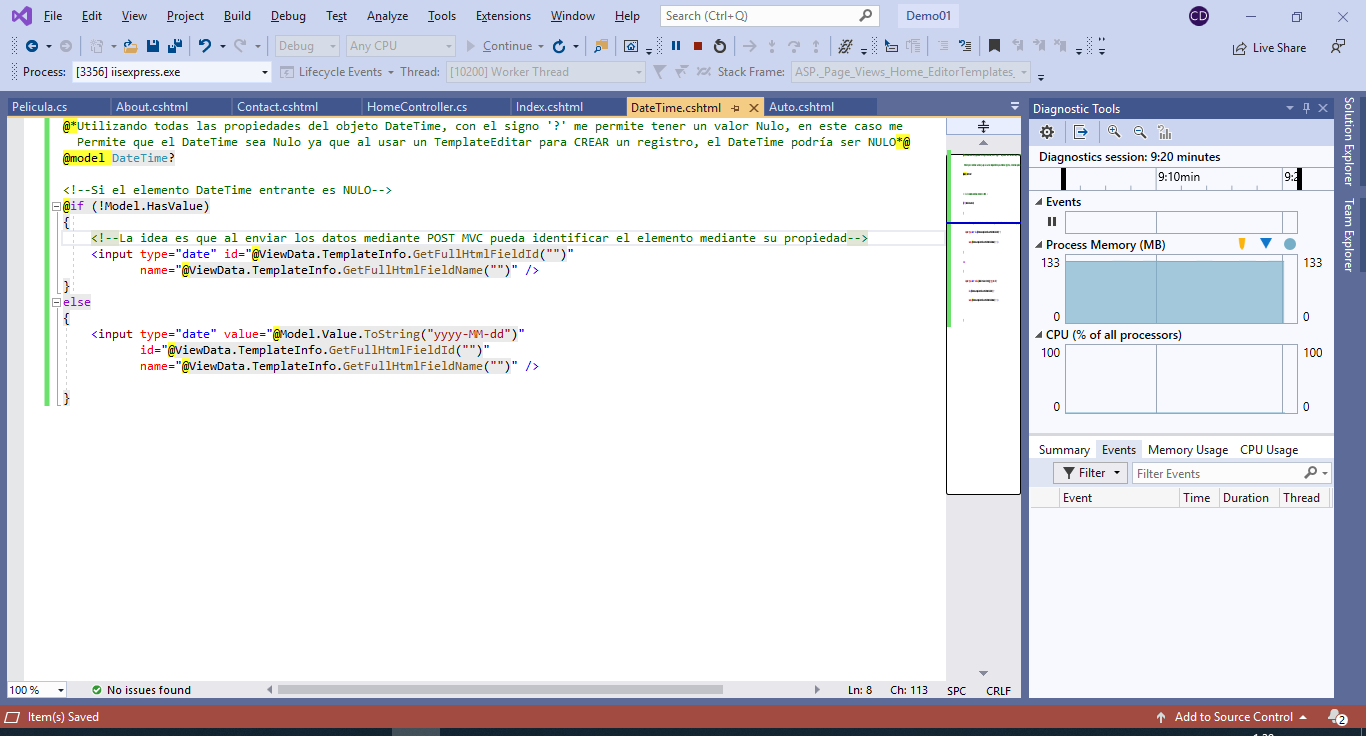 File Edit View Project Build Debug Test Analyze Tools Extensions Window Help Search (Ctrl+Q) Demo01 CD
Debug Any CPU Continue Live Share
Process: [3356] iisexpress.exe Lifecycle Events Thread: [10200] Worker Thread Stack Frame: ASP._Page_Views_Home_EditorTemplates_
Pelicula.cs About.cshtml Contact.cshtml HomeController.cs Index.cshtml DateTime.cshtml Auto.cshtml
@*Utilizando todas las propiedades del objeto DateTime, con el signo '?' me permite tener un valor Nulo, en este caso me
Permite que el DateTime sea Nulo ya que al usar un TemplateEditar para CREAR un registro, el DateTime podría ser NULO*@
@model DateTime?
<!--Si el elemento DateTime entrante es NULO-->
@if (!Model.HasValue)
{
<!--La idea es que al enviar los datos mediante POST MVC pueda identificar el elemento mediante su propiedad-->
<input type="date" id="@ViewData.TemplateInfo.GetFullHtmlFieldId("")"
name="@ViewData.TemplateInfo.GetFullHtmlFieldName("")" />
}
else
{
<input type="date" value="@Model.Value.ToString("yyyy-MM-dd")"
id="@ViewData.TemplateInfo.GetFullHtmlFieldId("")"
name="@ViewData.TemplateInfo.GetFullHtmlFieldName("")" />
}
100 % No issues found Ln: 8 Ch: 113 SPC CRLF
Diagnostic Tools
Diagnostics session: 9:20 minutes
9:10min 9:2
Events
Process Memory (MB)
133 133
0 0
CPU (% of all processors)
100 100
0 0
Summary Events Memory Usage CPU Usage
Filter Filter Events
Event Time Duration Thread
Solution Explorer
Team Explorer
Item(s) Saved Add to Source Control 2